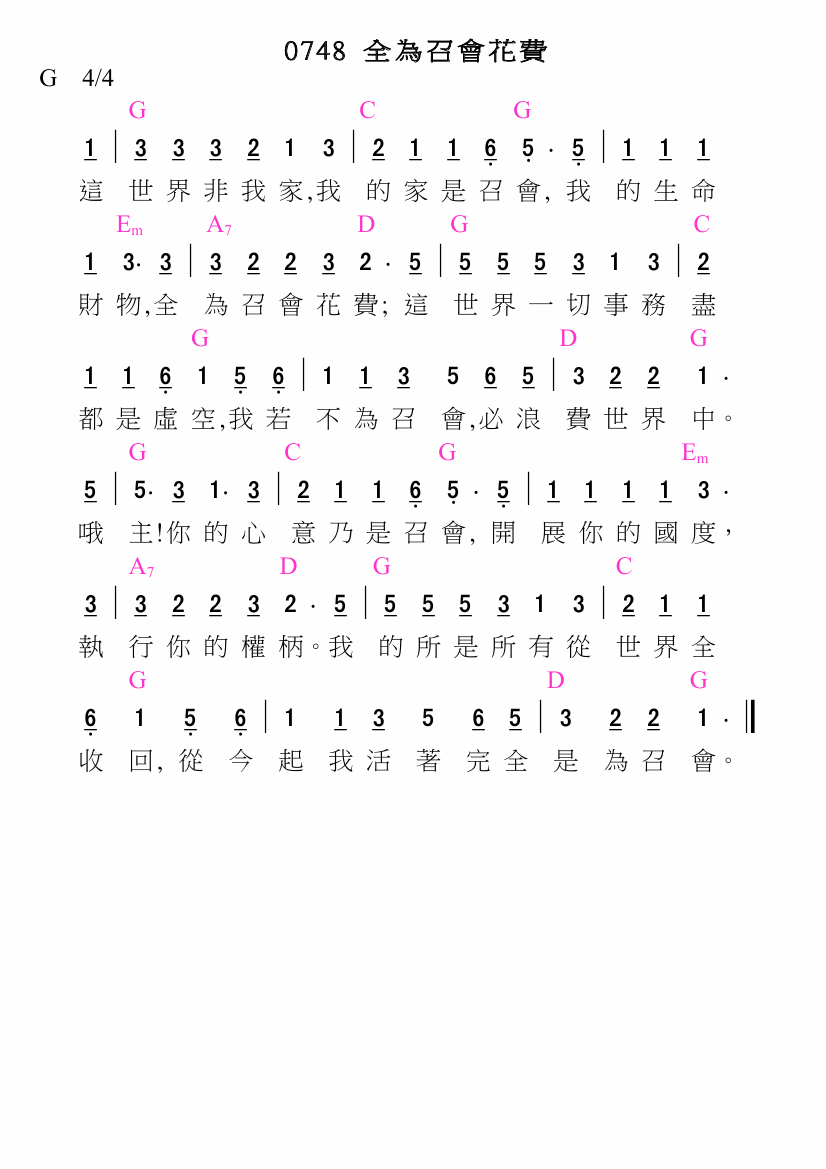 0748 全為召會花費
G 4/4
G C G
1 | 3 3 3 2 1 3 | 2 1 1 6 5 · 5 | 1 1 1
這 世界非我家,我 的家是召會, 我 的生命
Em A7 D G C
1 3· 3 | 3 2 2 3 2 · 5 | 5 5 5 3 1 3 | 2
財物,全 為召會花費; 這 世界一切事務 盡
G D G
1 1 6 1 5 6 | 1 1 3 5 6 5 | 3 2 2 1 ·
都是虛空,我若 不為召 會,必浪 費世界 中。
G C G Em
5 | 5· 3 1· 3 | 2 1 1 6 5 · 5 | 1 1 1 1 3 ·
哦 主!你的心 意乃是召會, 開 展你的國度，
A7 D G C
3 | 3 2 2 3 2 · 5 | 5 5 5 3 1 3 | 2 1 1
執 行你的權柄。我 的所是所有從 世界全
G D G
6 1 5 6 | 1 1 3 5 6 5 | 3 2 2 1 ·
收 回, 從 今 起 我活 著 完全 是 為召 會。